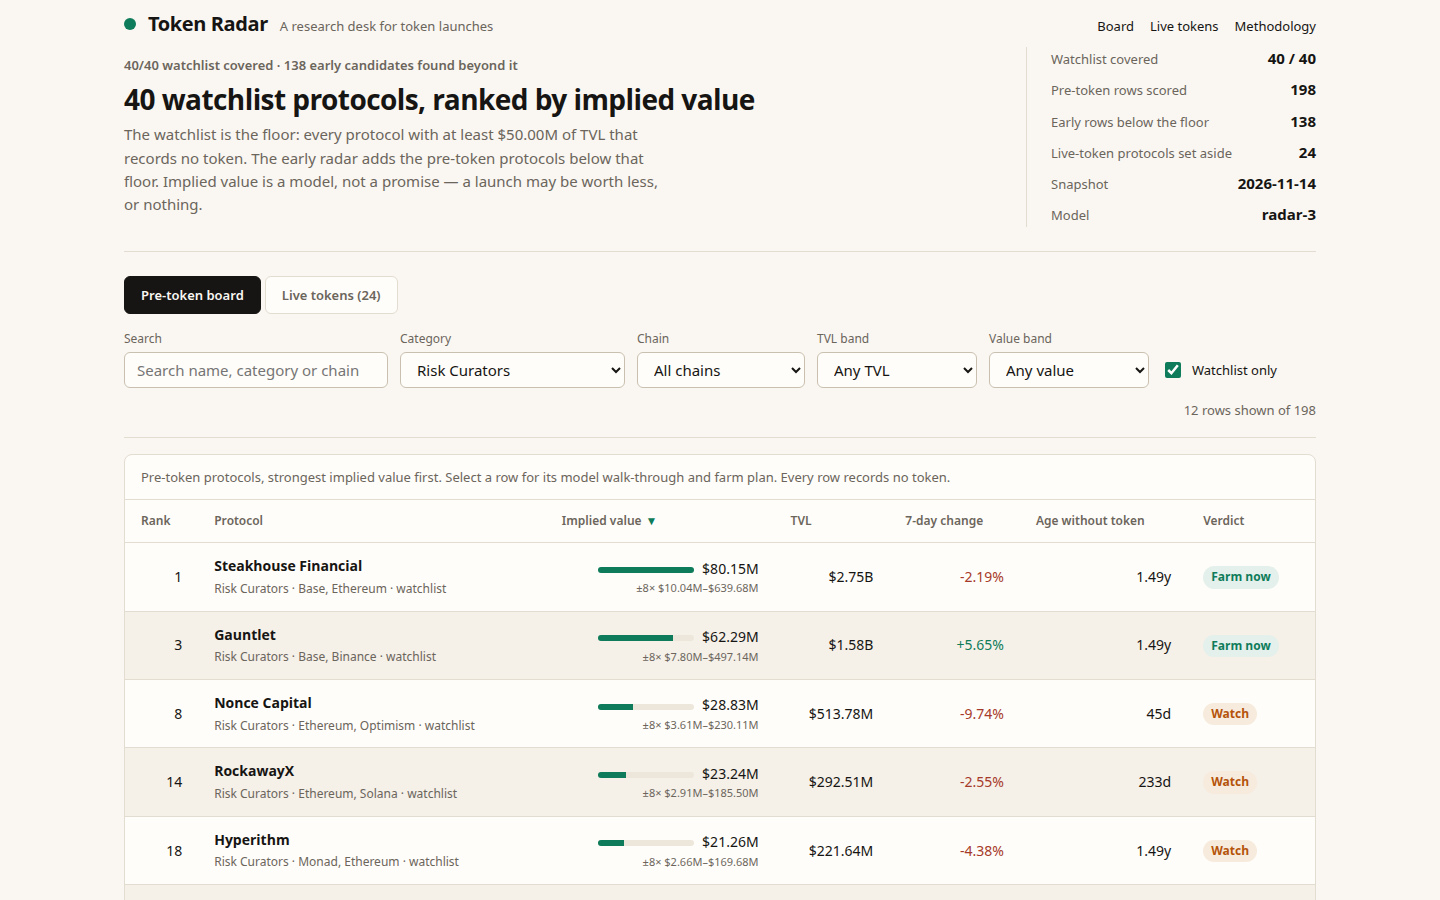 Token Radar A research desk for token launches
Board Live tokens Methodology
40/40 watchlist covered · 138 early candidates found beyond it
40 watchlist protocols, ranked by implied value
The watchlist is the floor: every protocol with at least $50.00M of TVL that
records no token. The early radar adds the pre-token protocols below that
floor. Implied value is a model, not a promise — a launch may be worth less,
or nothing.
Watchlist covered 40 / 40
Pre-token rows scored 198
Early rows below the floor 138
Live-token protocols set aside 24
Snapshot 2026-11-14
Model radar-3
Pre-token board Live tokens (24)
Search Category Chain TVL band Value band
Search name, category or chain Risk Curators All chains Any TVL Any value Watchlist only
12 rows shown of 198
Pre-token protocols, strongest implied value first. Select a row for its model walk-through and farm plan. Every row records no token.
Rank Protocol Implied value ▼ TVL 7-day change Age without token Verdict
1 Steakhouse Financial $80.15M $2.75B -2.19% 1.49y Farm now
Risk Curators · Base, Ethereum · watchlist ±8× $10.04M–$639.68M
3 Gauntlet $62.29M $1.58B +5.65% 1.49y Farm now
Risk Curators · Base, Binance · watchlist ±8× $7.80M–$497.14M
8 Nonce Capital $28.83M $513.78M -9.74% 45d Watch
Risk Curators · Ethereum, Optimism · watchlist ±8× $3.61M–$230.11M
14 RockawayX $23.24M $292.51M -2.55% 233d Watch
Risk Curators · Ethereum, Solana · watchlist ±8× $2.91M–$185.50M
18 Hyperithm $21.26M $221.64M -4.38% 1.49y Watch
Risk Curators · Monad, Ethereum · watchlist ±8× $2.66M–$169.68M